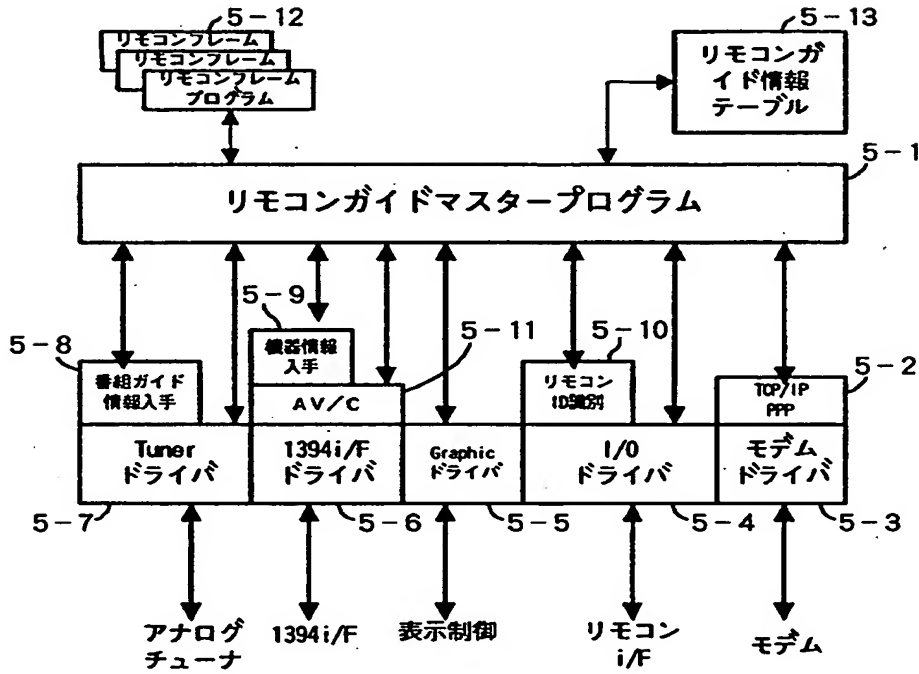 5-12
5-13
リモコンフレーム
リモコンフレーム
リモコンフレーム
プログラム
リモコンガ
イド情報
テーブル
5-1
リモコンガイドマスタープログラム
5-9
5-8
5-11
5-10
5-2
機器情報
入手
番組ガイド
情報入手
AV/C
リモコン
ID識別
TCP/IP
PPP
Tuner
ドライバ
1394i/F
ドライバ
Graphic
ドライバ
I/O
ドライバ
モデム
ドライバ
5-7
5-6
5-5
5-4
5-3
アナログ
チューナ
1394i/F
表示制御
リモコン
i/F
モデム